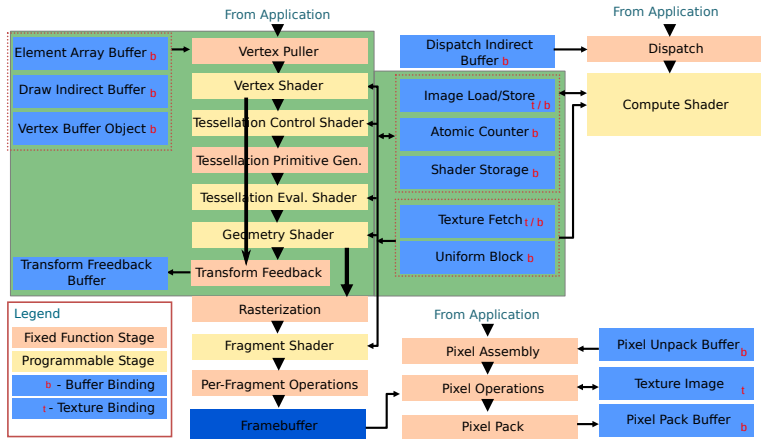 From Application
Element Array Buffer b
Draw Indirect Buffer b
Vertex Buffer Object b
Vertex Puller
Vertex Shader
Tessellation Control Shader
Tessellation Primitive Gen.
Tessellation Eval. Shader
Geometry Shader
Transform Freedback
Buffer
Transform Feedback
Rasterization
Fragment Shader
Per-Fragment Operations
Framebuffer
Legend
Fixed Function Stage
Programmable Stage
b - Buffer Binding
t - Texture Binding
From Application
Dispatch Indirect
Buffer b
Dispatch
Compute Shader
Image Load/Store
t / b
Atomic Counter b
Shader Storage b
Texture Fetch t / b
Uniform Block b
From Application
Pixel Assembly
Pixel Operations
Pixel Pack
Pixel Unpack Buffer b
Texture Image t
Pixel Pack Buffer b